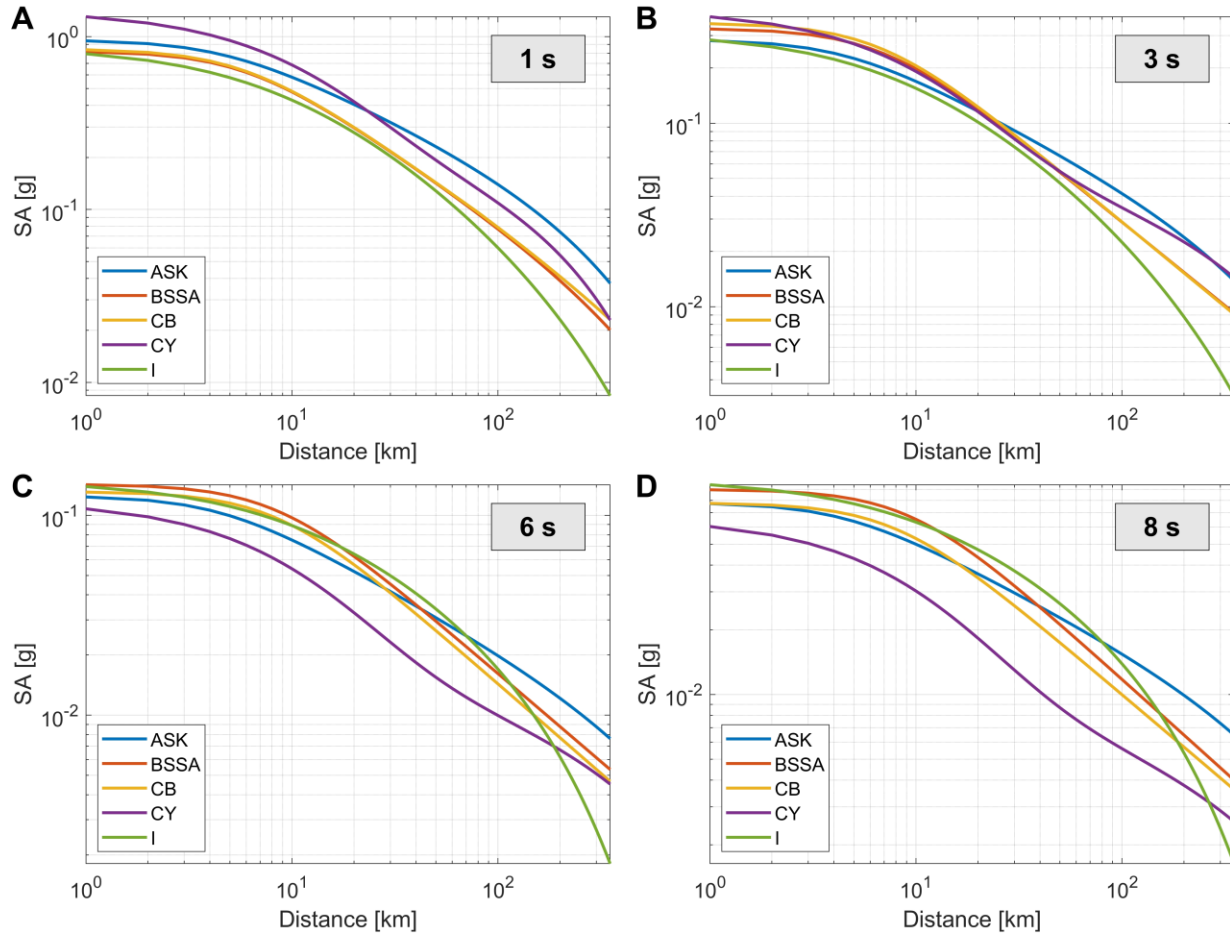 A
1 s
10^0
10^-1
10^-2
SA [g]
ASK
BSSA
CB
CY
I
10^0
10^1
10^2
Distance [km]
B
3 s
10^-1
10^-2
SA [g]
ASK
BSSA
CB
CY
I
10^0
10^1
10^2
Distance [km]
C
6 s
10^-1
10^-2
SA [g]
ASK
BSSA
CB
CY
I
10^0
10^1
10^2
Distance [km]
D
8 s
10^-2
SA [g]
ASK
BSSA
CB
CY
I
10^0
10^1
10^2
Distance [km]